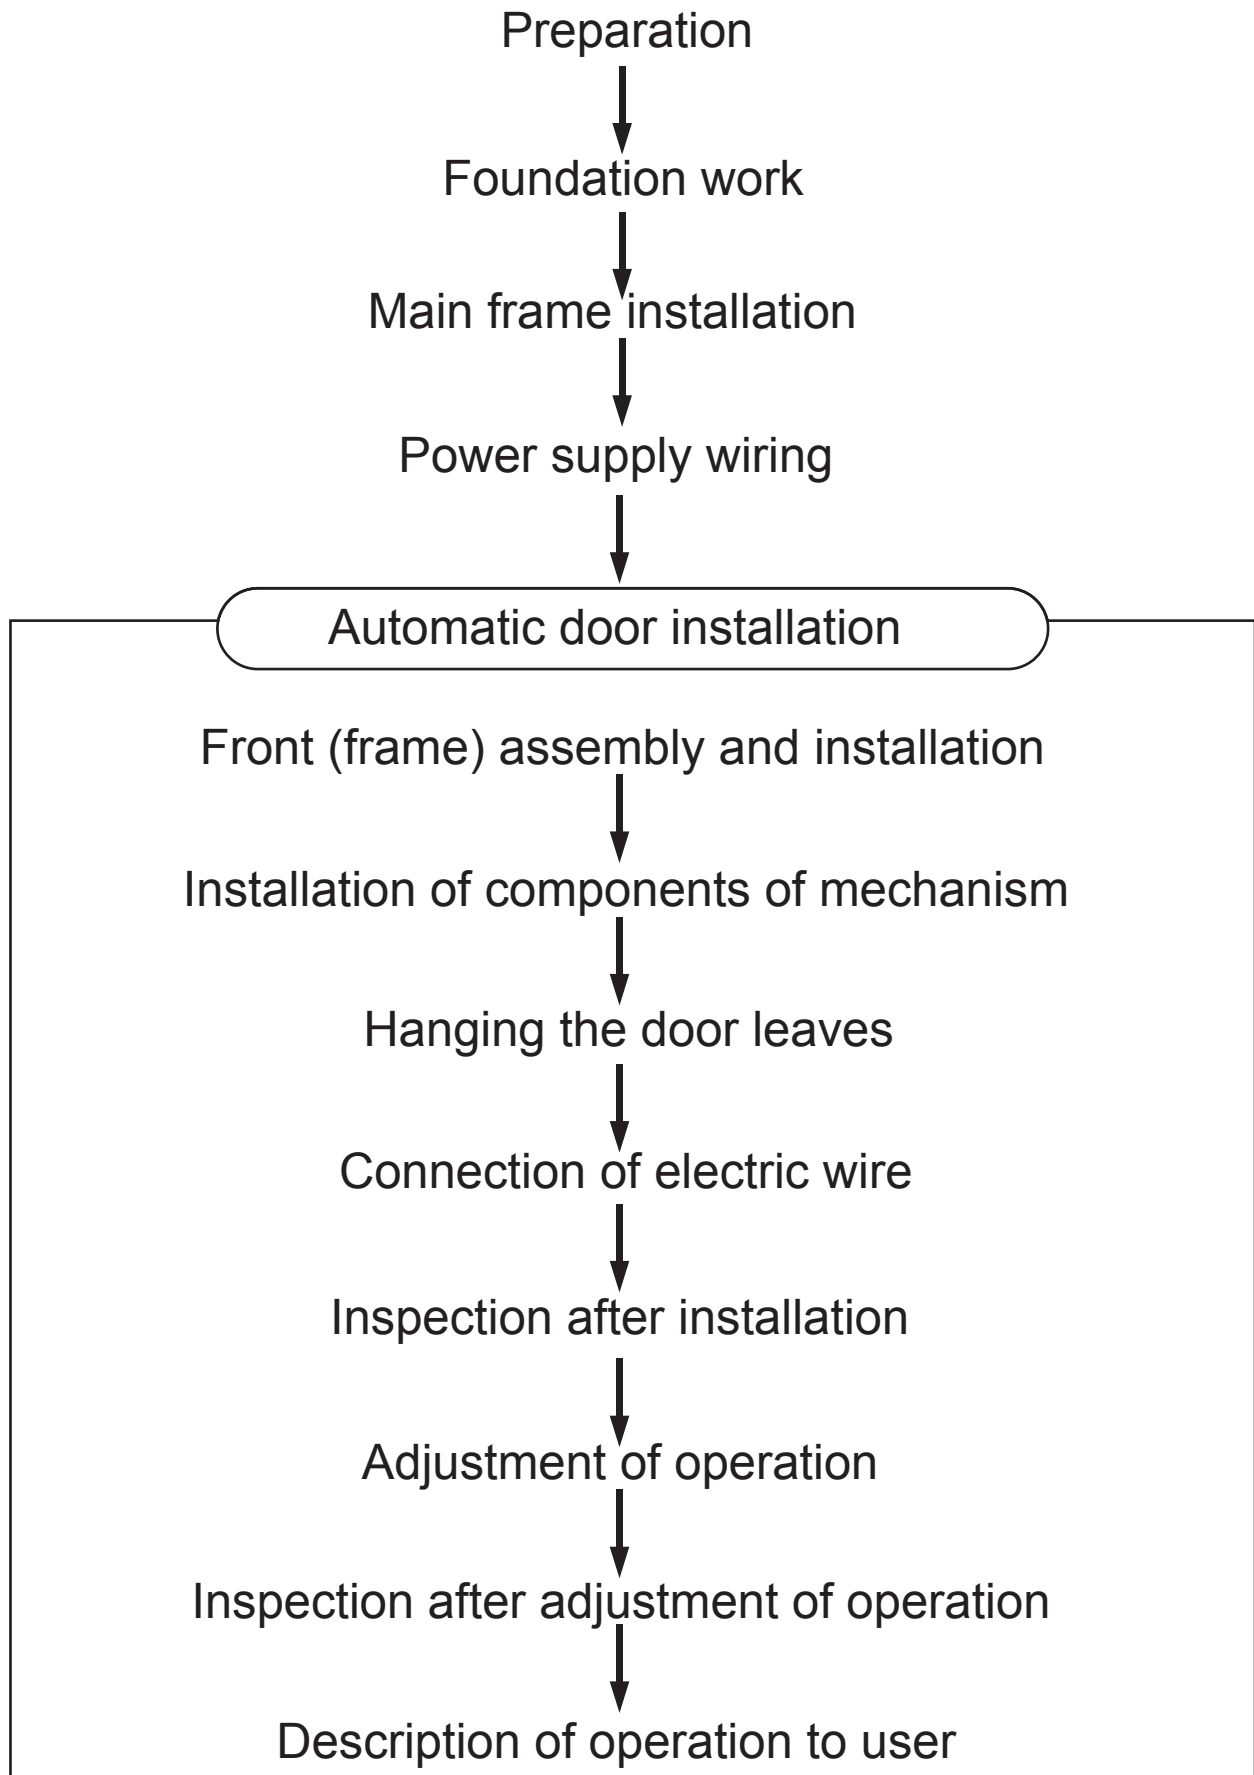 Preparation
Foundation work
Main frame installation
Power supply wiring
Automatic door installation
Front (frame) assembly and installation
Installation of components of mechanism
Hanging the door leaves
Connection of electric wire
Inspection after installation
Adjustment of operation
Inspection after adjustment of operation
Description of operation to user